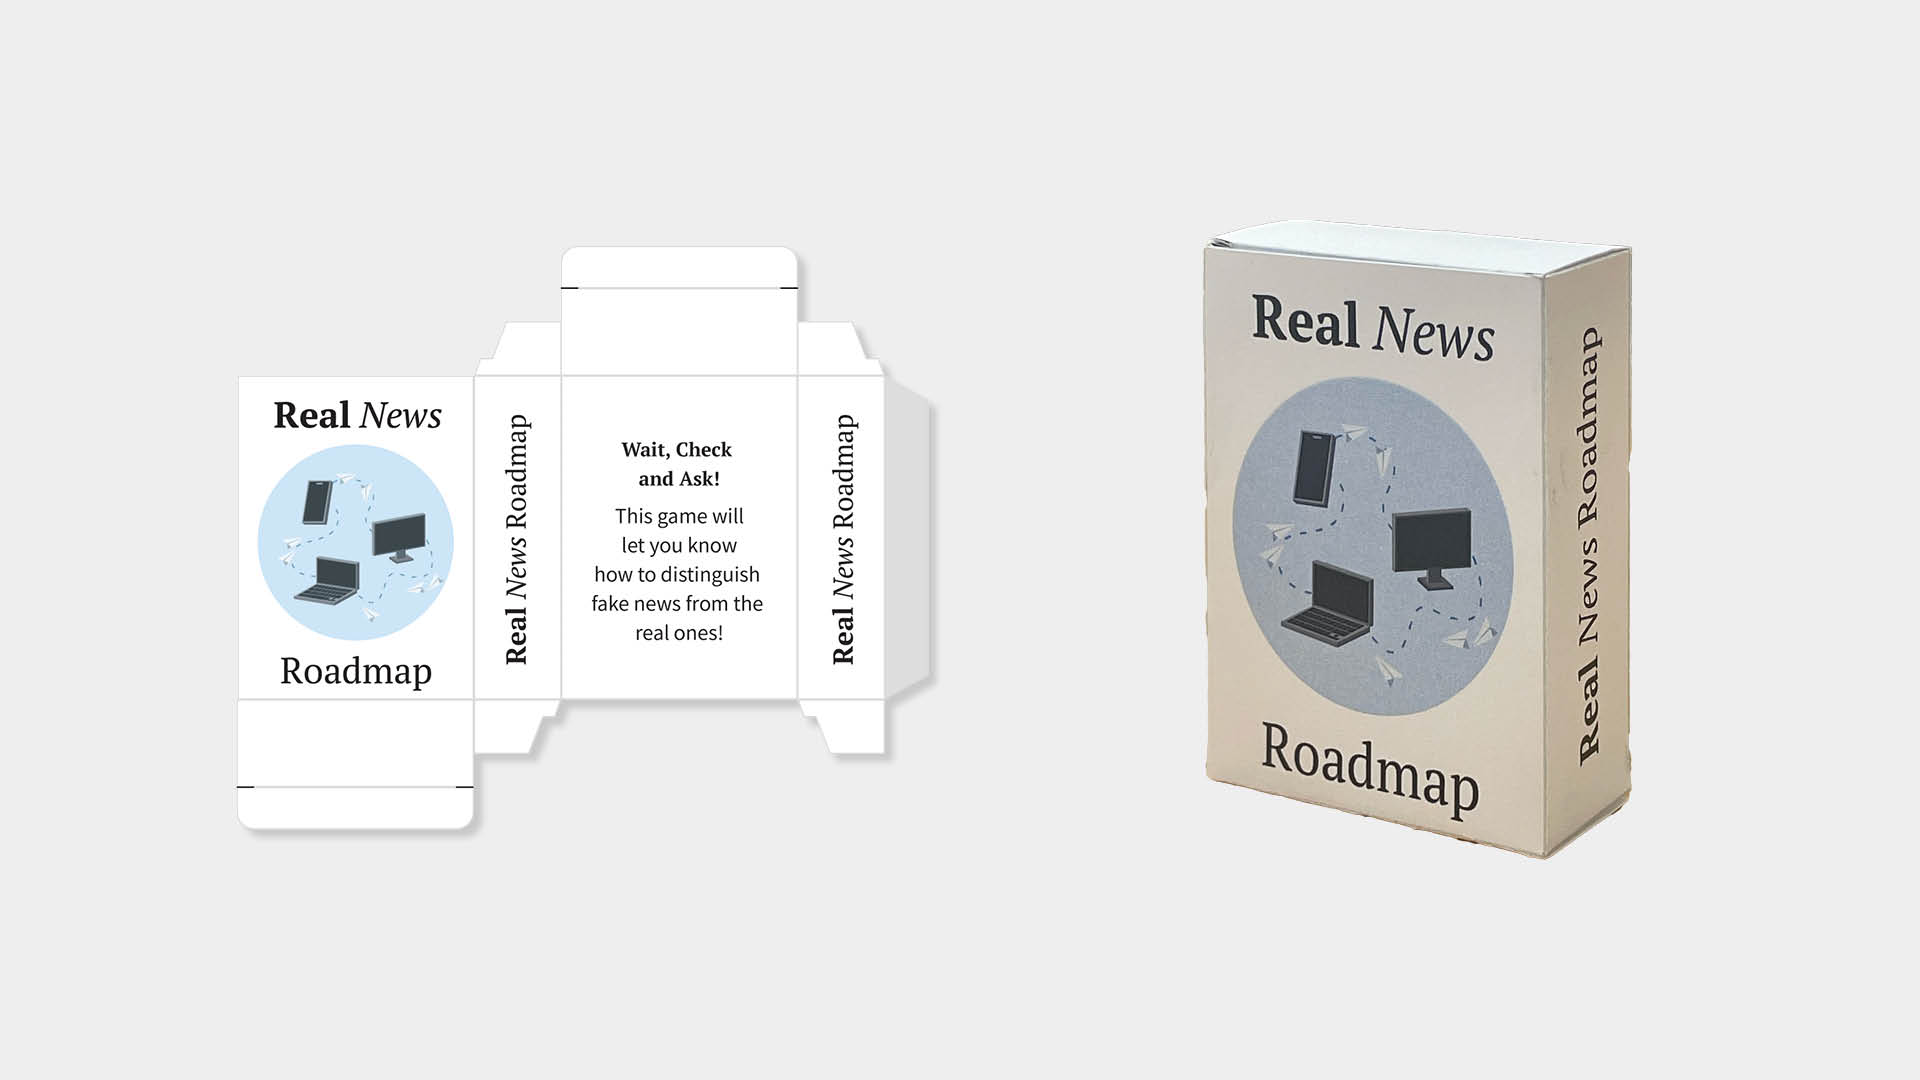 Real News
Roadmap
Real News Roadmap
Wait, Check
and Ask!
This game will
let you know
how to distinguish
fake news from the
real ones!
Real News Roadmap
Real News
Roadmap
Real News Roadmap